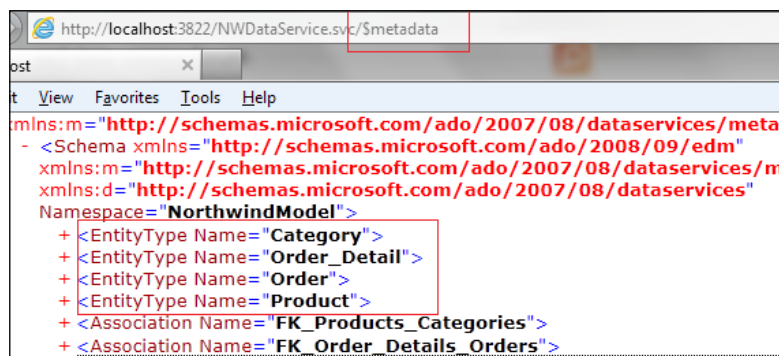 http://localhost:3822/NWDataService.svc/$metadata
ost ×
it View Favorites Tools Help
xmlns:m="http://schemas.microsoft.com/ado/2007/08/dataservices/meta
- <Schema xmlns="http://schemas.microsoft.com/ado/2008/09/edm"
xmlns:m="http://schemas.microsoft.com/ado/2007/08/dataservices/m
xmlns:d="http://schemas.microsoft.com/ado/2007/08/dataservices"
Namespace="NorthwindModel">
+ <EntityType Name="Category">
+ <EntityType Name="Order_Detail">
+ <EntityType Name="Order">
+ <EntityType Name="Product">
+ <Association Name="FK_Products_Categories">
+ <Association Name="FK_Order_Details_Orders">